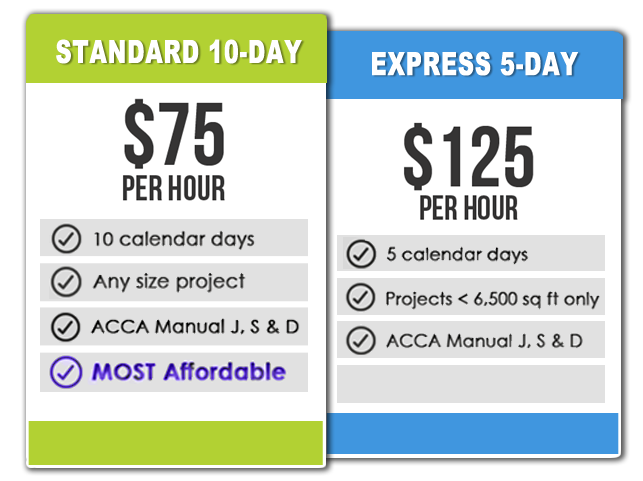 STANDARD 10-DAY
$75
PER HOUR
10 calendar days
Any size project
ACCA Manual J, S & D
MOST Affordable
EXPRESS 5-DAY
$125
PER HOUR
5 calendar days
Projects < 6,500 sq ft only
ACCA Manual J, S & D